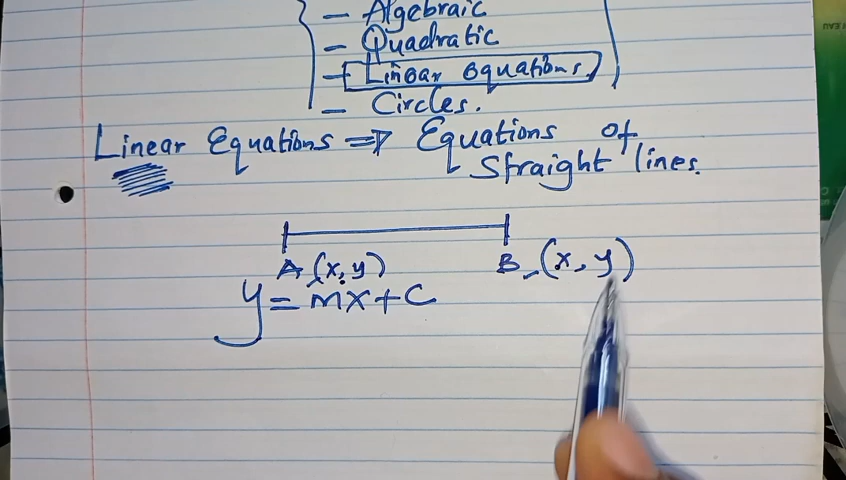 - Algebraic
- Quadratic
- Linear equations.
- Circles.
Linear Equations ⇒ Equations of
Straight lines.
A (x, y) B (x, y)
y = mx + c